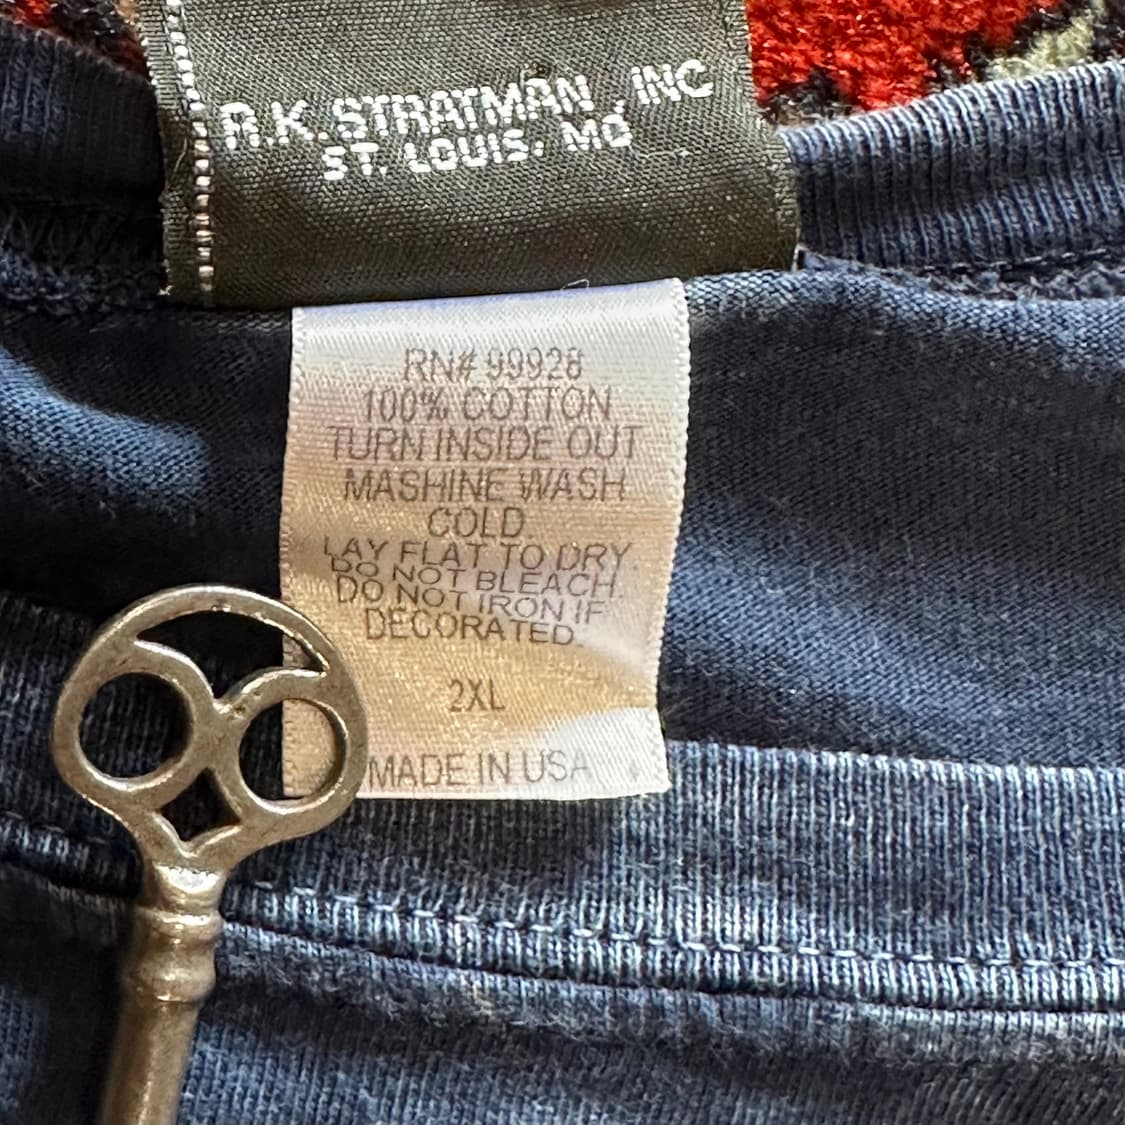 R.K.STRATMAN, INC
ST. LOUIS, MO
RN# 99928
100% COTTON
TURN INSIDE OUT
MASHINE WASH
COLD.
LAY FLAT TO DRY.
DO NOT BLEACH.
DO NOT IRON IF
DECORATED.
2XL
MADE IN USA